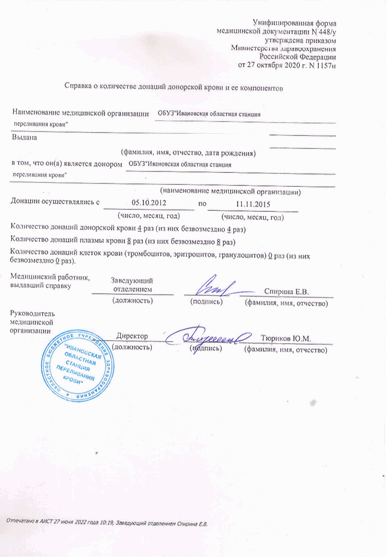 Унифицированная форма
медицинской документации N 448/у
утверждена приказом
Министерства здравоохранения
Российской Федерации
от 27 октября 2020 г. N 1157н
Справка о количестве донаций донорской крови и ее компонентов
Наименование медицинской организации ОБУЗ"Ивановская областная станция
переливания крови"
Выдана
(фамилия, имя, отчество, дата рождения)
в том, что он(а) является донором ОБУЗ"Ивановская областная станция
переливания крови"
(наименование медицинской организации)
Донации осуществлялись с 05.10.2012 по 11.11.2015
(число, месяц, год) (число, месяц, год)
Количество донаций донорской крови 4 раз (из них безвозмездно 4 раз)
Количество донаций плазмы крови 8 раз (из них безвозмездно 8 раз)
Количество донаций клеток крови (тромбоцитов, эритроцитов, гранулоцитов) 0 раз (из них
безвозмездно 0 раз).
Медицинский работник,
выдавший справку
Заведующий
отделением Спирина Е.В.
(должность) (подпись) (фамилия, имя, отчество)
Руководитель
медицинской
организации
Директор Тюриков Ю.М.
(должность) (подпись) (фамилия, имя, отчество)
"ИВАНОВСКАЯ
ОБЛАСТНАЯ
СТАНЦИЯ
ПЕРЕЛИВАНИЯ
КРОВИ"
Отпечатано в АИСТ 27 июня 2022 года 10:19, Заведующий отделением Спирина Е.В.